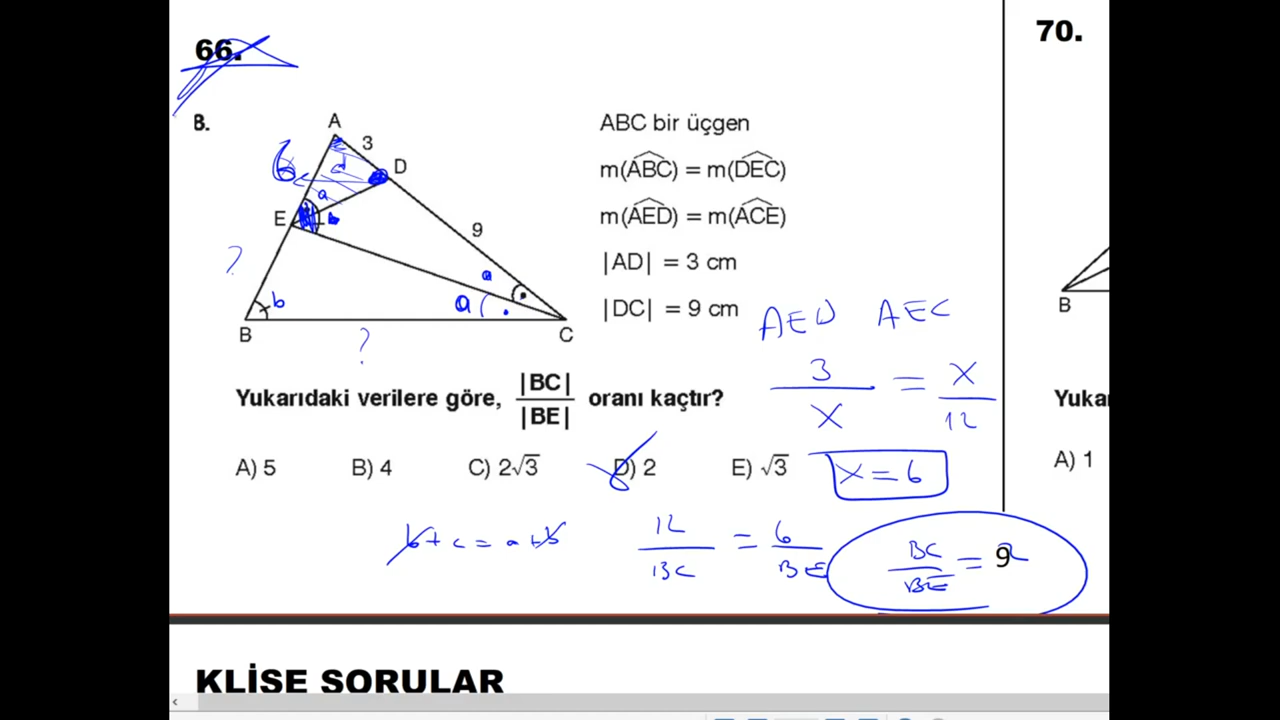 66.
70.
B.
A
3
D
6
d
a
E
b
9
?
a
b
a
B
C
?
ABC bir üçgen
m(ABC) = m(DEC)
m(AED) = m(ACE)
|AD| = 3 cm
|DC| = 9 cm
AED AEC
3/x = x/12
x = 6
B
Yukarıdaki verilere göre, |BC|/|BE| oranı kaçtır?
Yuka
A) 5 B) 4 C) 2√3 D) 2 E) √3
A) 1
b + c = a + b
12/BC = 6/BE
BC/BE = 9
KLİSE SORULAR